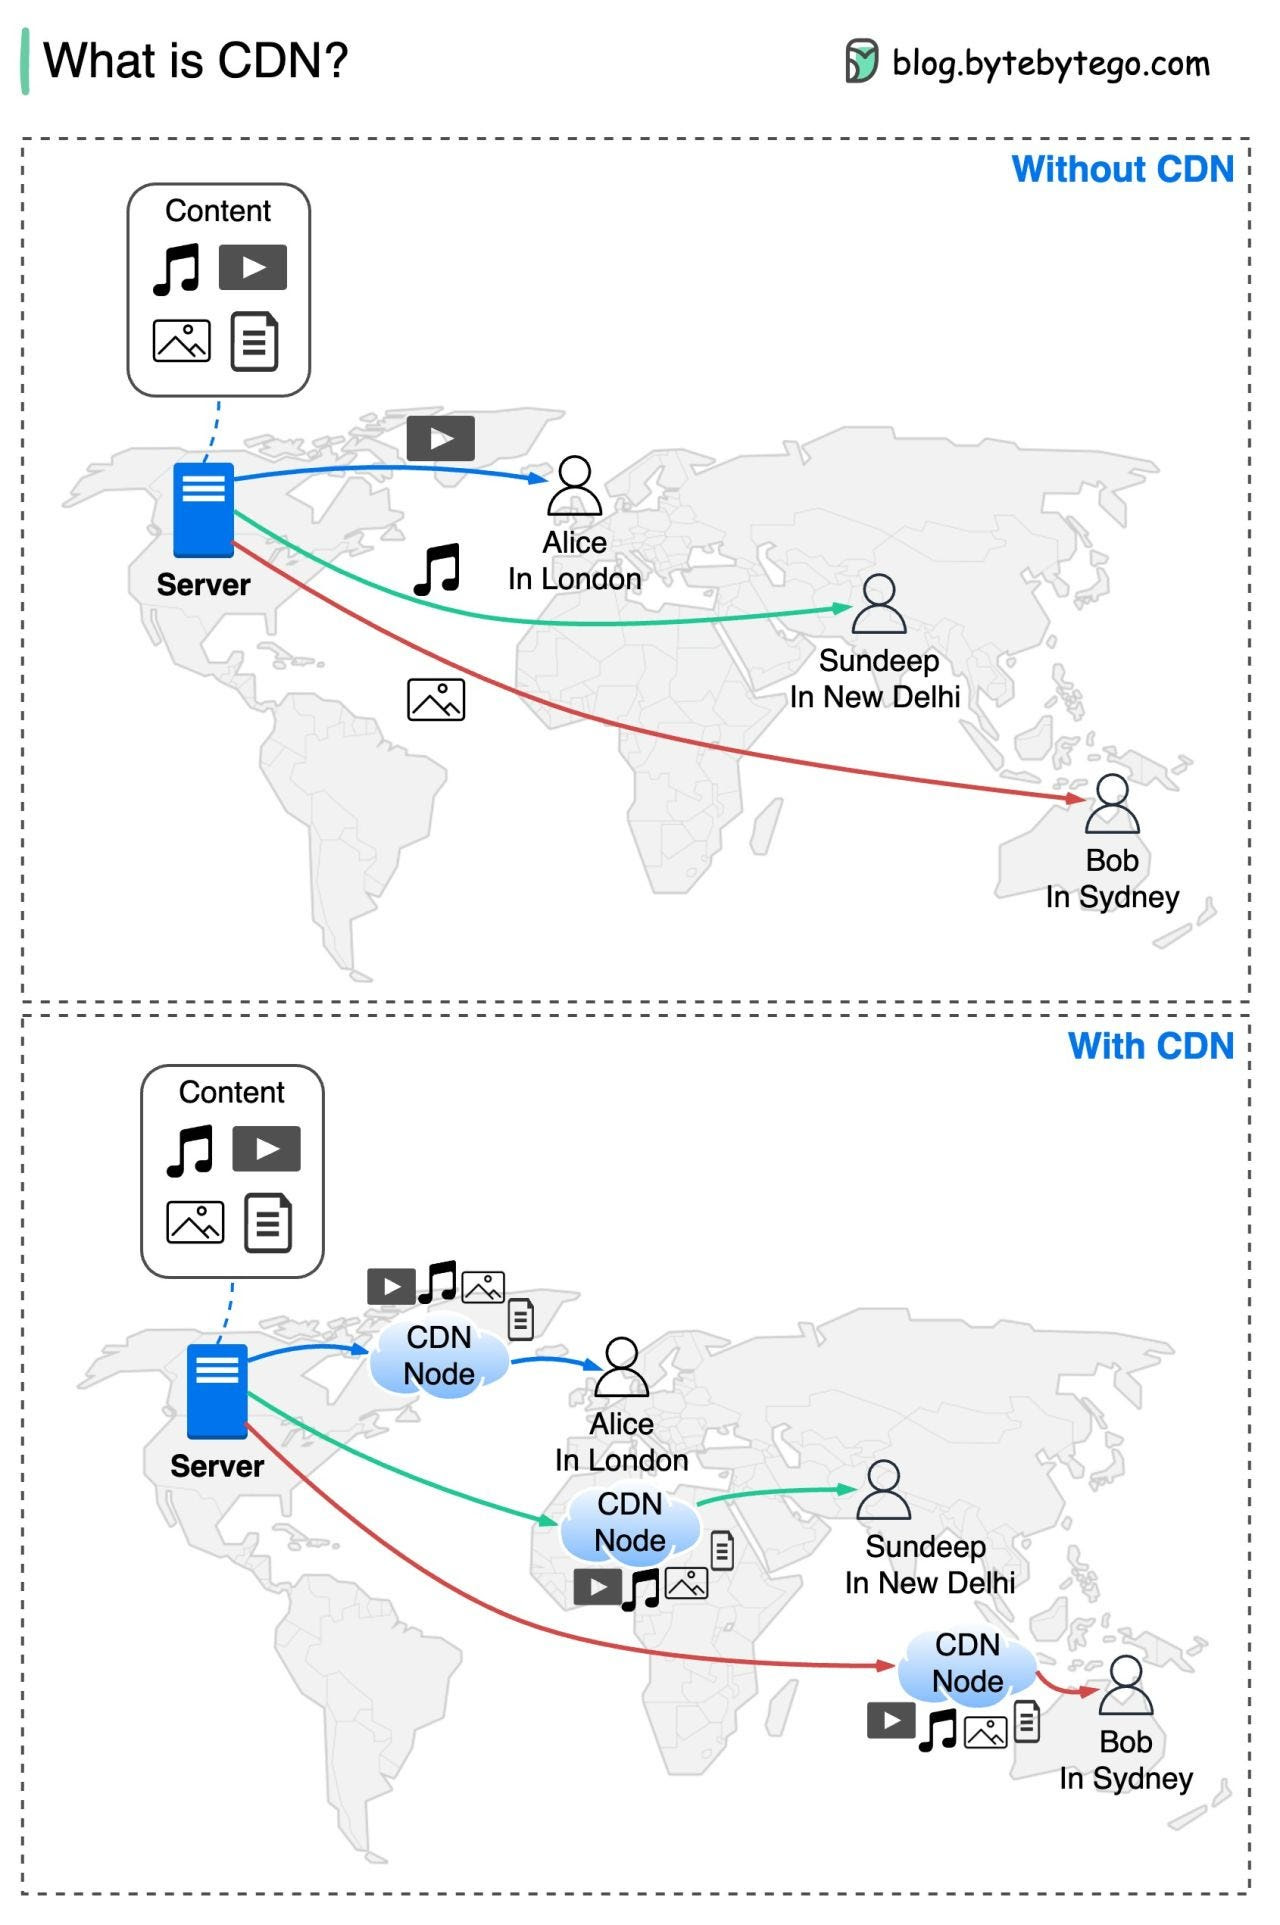 What is CDN?
blog.bytebytego.com
Without CDN
Content
Server
Alice
In London
Sundeep
In New Delhi
Bob
In Sydney
With CDN
Content
CDN
Node
Server
Alice
In London
CDN
Node
Sundeep
In New Delhi
CDN
Node
Bob
In Sydney